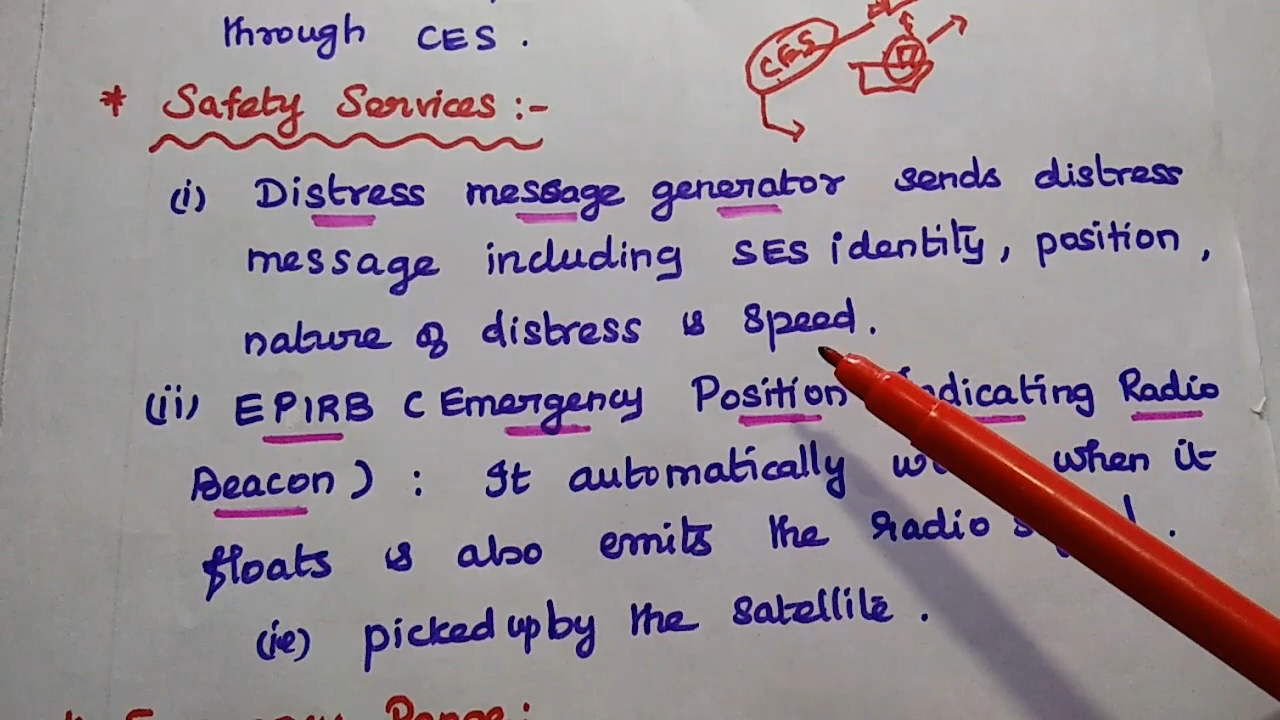 through CES.
CES
* Safety Services :-
(i) Distress message generator sends distress
message including SES identity, position,
nature of distress & speed.
(ii) EPIRB (Emergency Position Indicating Radio
Beacon) : It automatically when it
floats & also emits the radio .
(ie) picked up by the satellite.
Range :